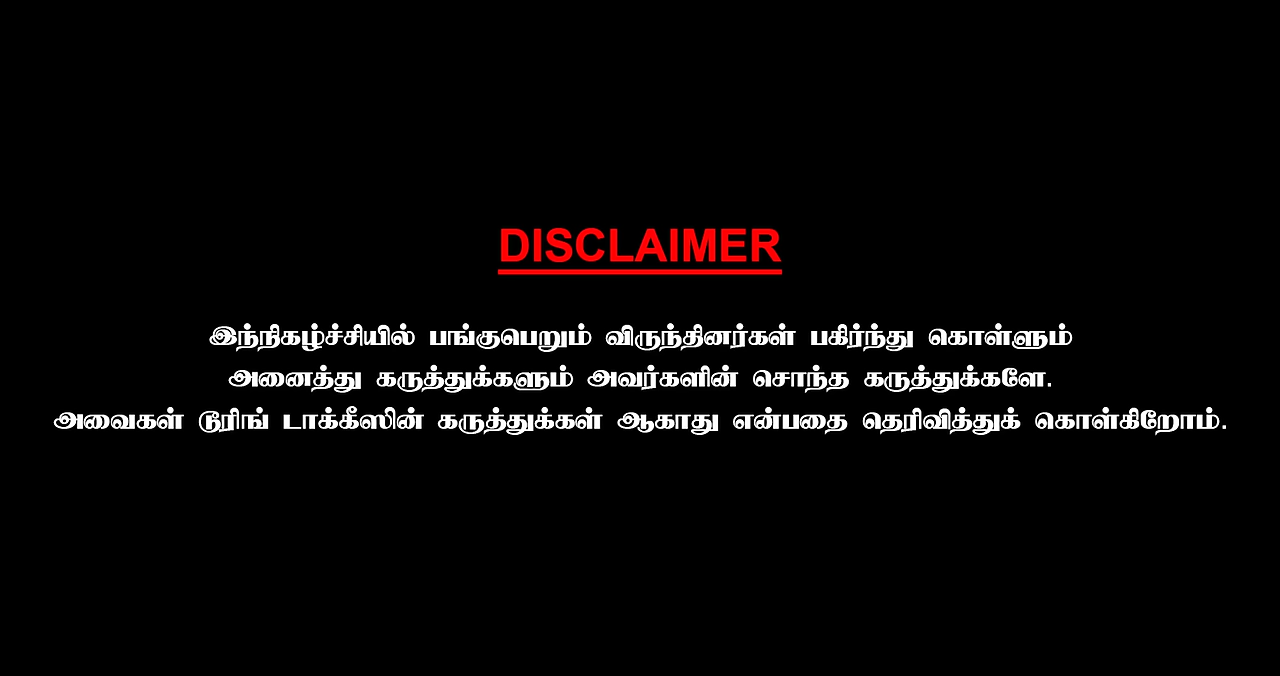 DISCLAIMER
இந்நிகழ்ச்சியில் பங்குபெறும் விருந்தினர்கள் பகிர்ந்து கொள்ளும்
அனைத்து கருத்துக்களும் அவர்களின் சொந்த கருத்துக்களே.
அவைகள் டூரிங் டாக்கீஸின் கருத்துக்கள் ஆகாது என்பதை தெரிவித்துக் கொள்கிறோம்.